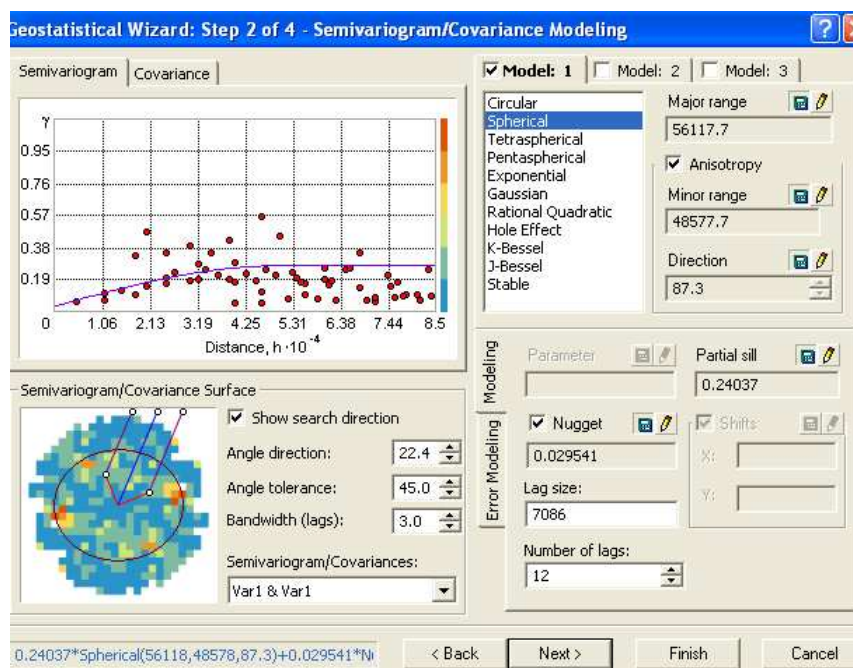 Geostatistical Wizard: Step 2 of 4 - Semivariogram/Covariance Modeling
Semivariogram Covariance
γ
0.95
0.76
0.57
0.38
0.19
0 1.06 2.13 3.19 4.25 5.31 6.38 7.44 8.5
Distance, h·10⁻⁴
Model: 1 Model: 2 Model: 3
Circular
Spherical
Tetraspherical
Pentaspherical
Exponential
Gaussian
Rational Quadratic
Hole Effect
K-Bessel
J-Bessel
Stable
Major range
56117.7
Anisotropy
Minor range
48577.7
Direction
87.3
Semivariogram/Covariance Surface
Show search direction
Angle direction: 22.4
Angle tolerance: 45.0
Bandwidth (lags): 3.0
Semivariogram/Covariances:
Var1 & Var1
Modeling
Error Modeling
Parameter
Partial sill
0.24037
Nugget
0.029541
Shifts
X:
Y:
Lag size:
7086
Number of lags:
12
0.24037*Spherical(56118,48578,87.3)+0.029541*
< Back Next > Finish Cancel